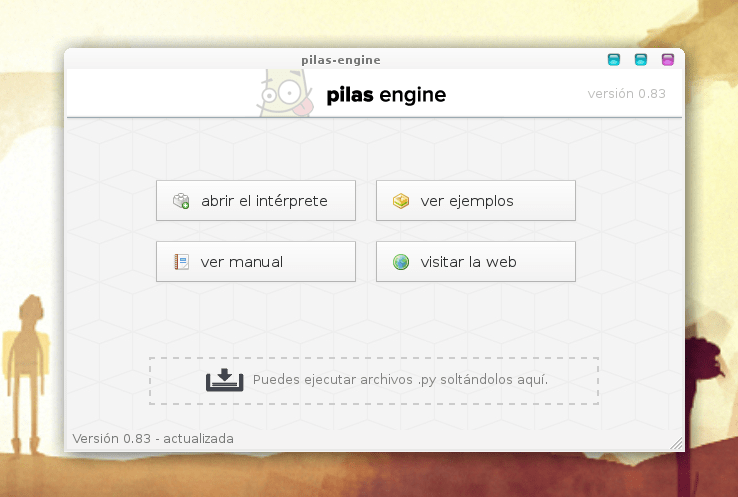 pilas-engine
pilas engine
versión 0.83
abrir el intérprete
ver ejemplos
ver manual
visitar la web
Puedes ejecutar archivos .py soltándolos aquí.
Versión 0.83 - actualizada